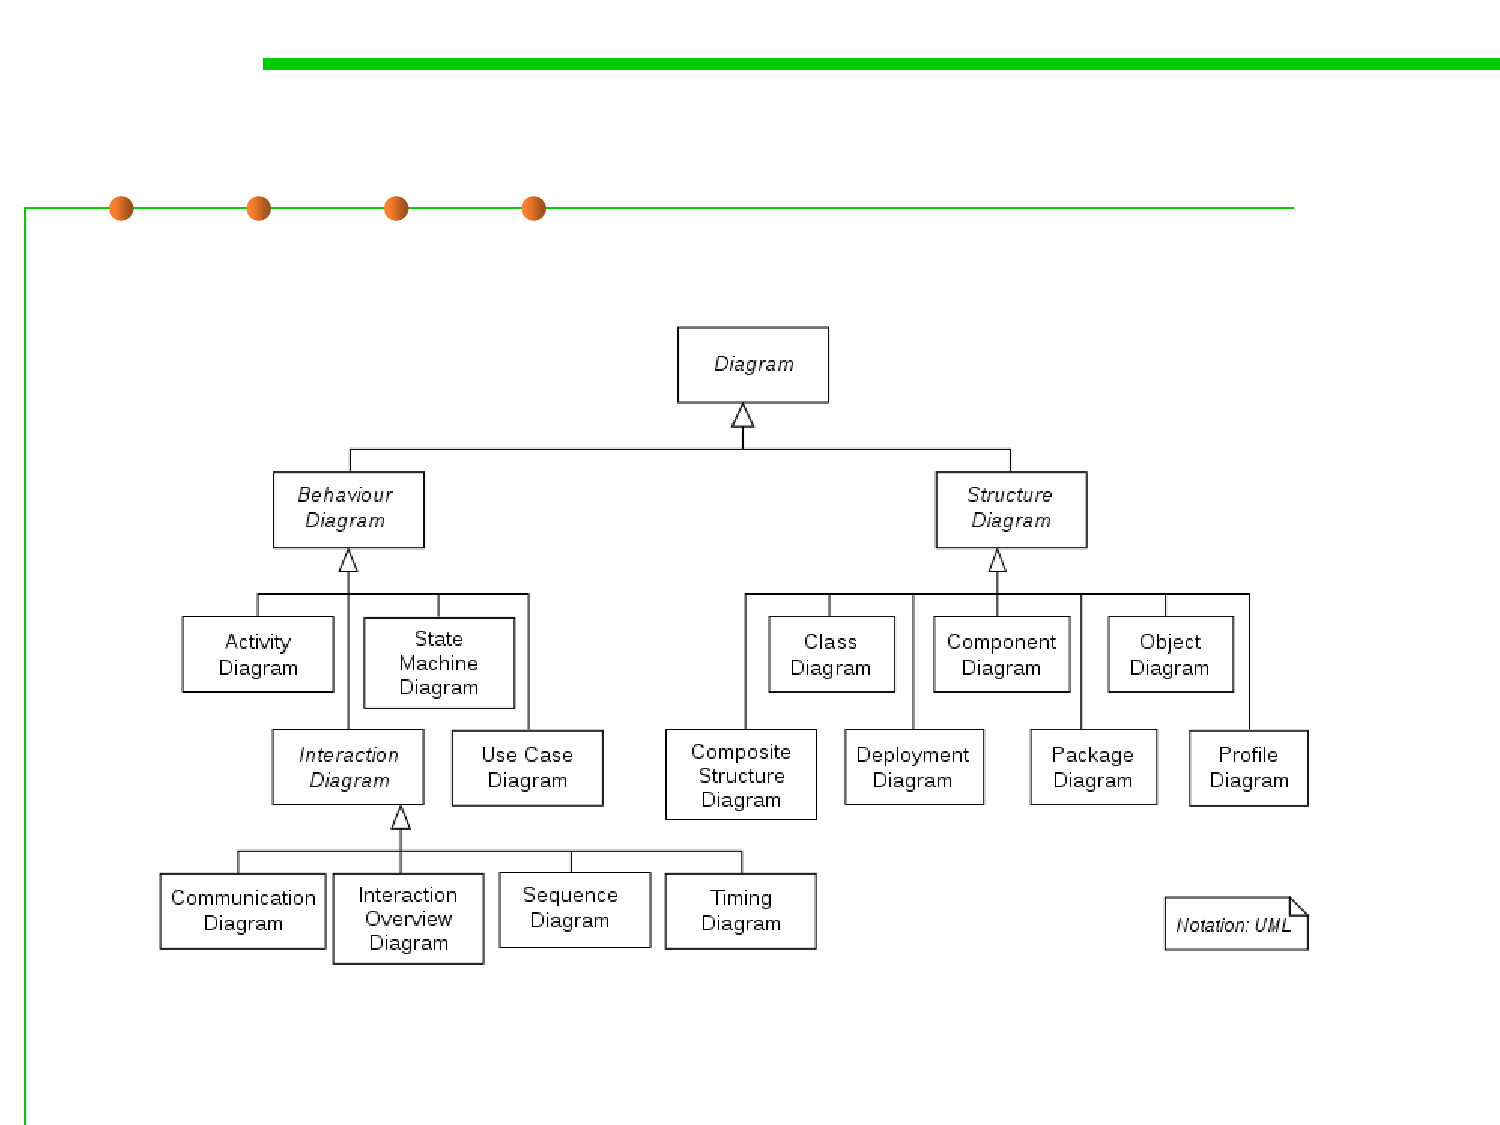 Diagram
Behaviour
Diagram
Structure
Diagram
Activity
Diagram
State
Machine
Diagram
Class
Diagram
Component
Diagram
Object
Diagram
Interaction
Diagram
Use Case
Diagram
Composite
Structure
Diagram
Deployment
Diagram
Package
Diagram
Profile
Diagram
Communication
Diagram
Interaction
Overview
Diagram
Sequence
Diagram
Timing
Diagram
Notation: UML